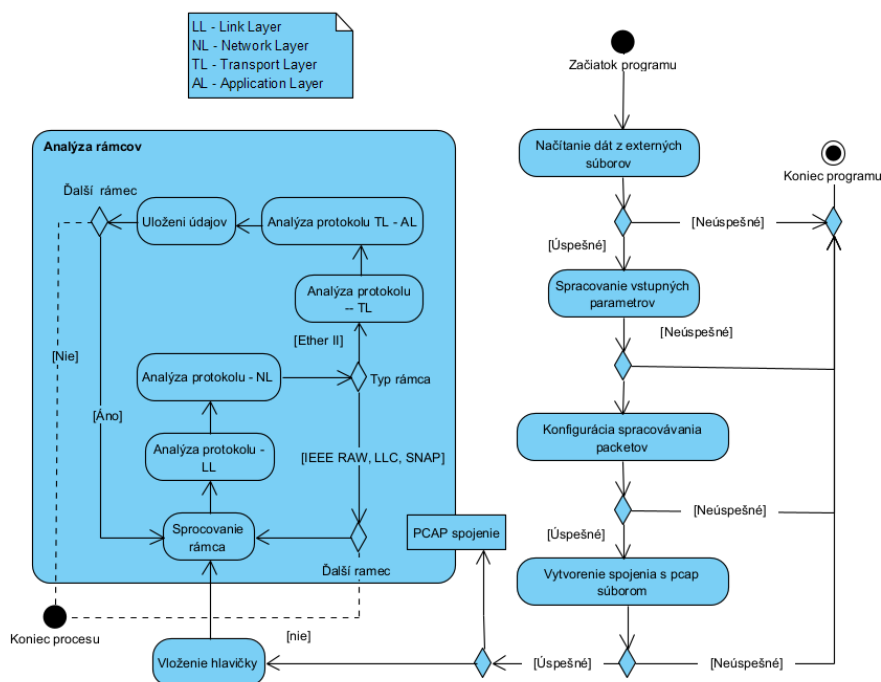 LL - Link Layer
NL - Network Layer
TL - Transport Layer
AL - Application Layer
Začiatok programu
Načítanie dát z externých
súborov
Koniec programu
[Neúspešné]
[Úspešné]
Spracovanie vstupných
parametrov
[Neúspešné]
Konfigurácia spracovávania
packetov
[Neúspešné]
[Úspešné]
Vytvorenie spojenia s pcap
súborom
[Úspešné]
[Neúspešné]
PCAP spojenie
Vloženie hlavičky
Analýza rámcov
Ďalší rámec
Uloženi údajov
Analýza protokolu TL - AL
Analýza protokolu
-- TL
[Ether II]
[Nie]
Analýza protokolu - NL
Typ rámca
[Áno]
Analýza protokolu -
LL
[IEEE RAW, LLC, SNAP]
Sprocovanie
rámca
Ďalší ramec
Koniec procesu
[nie]